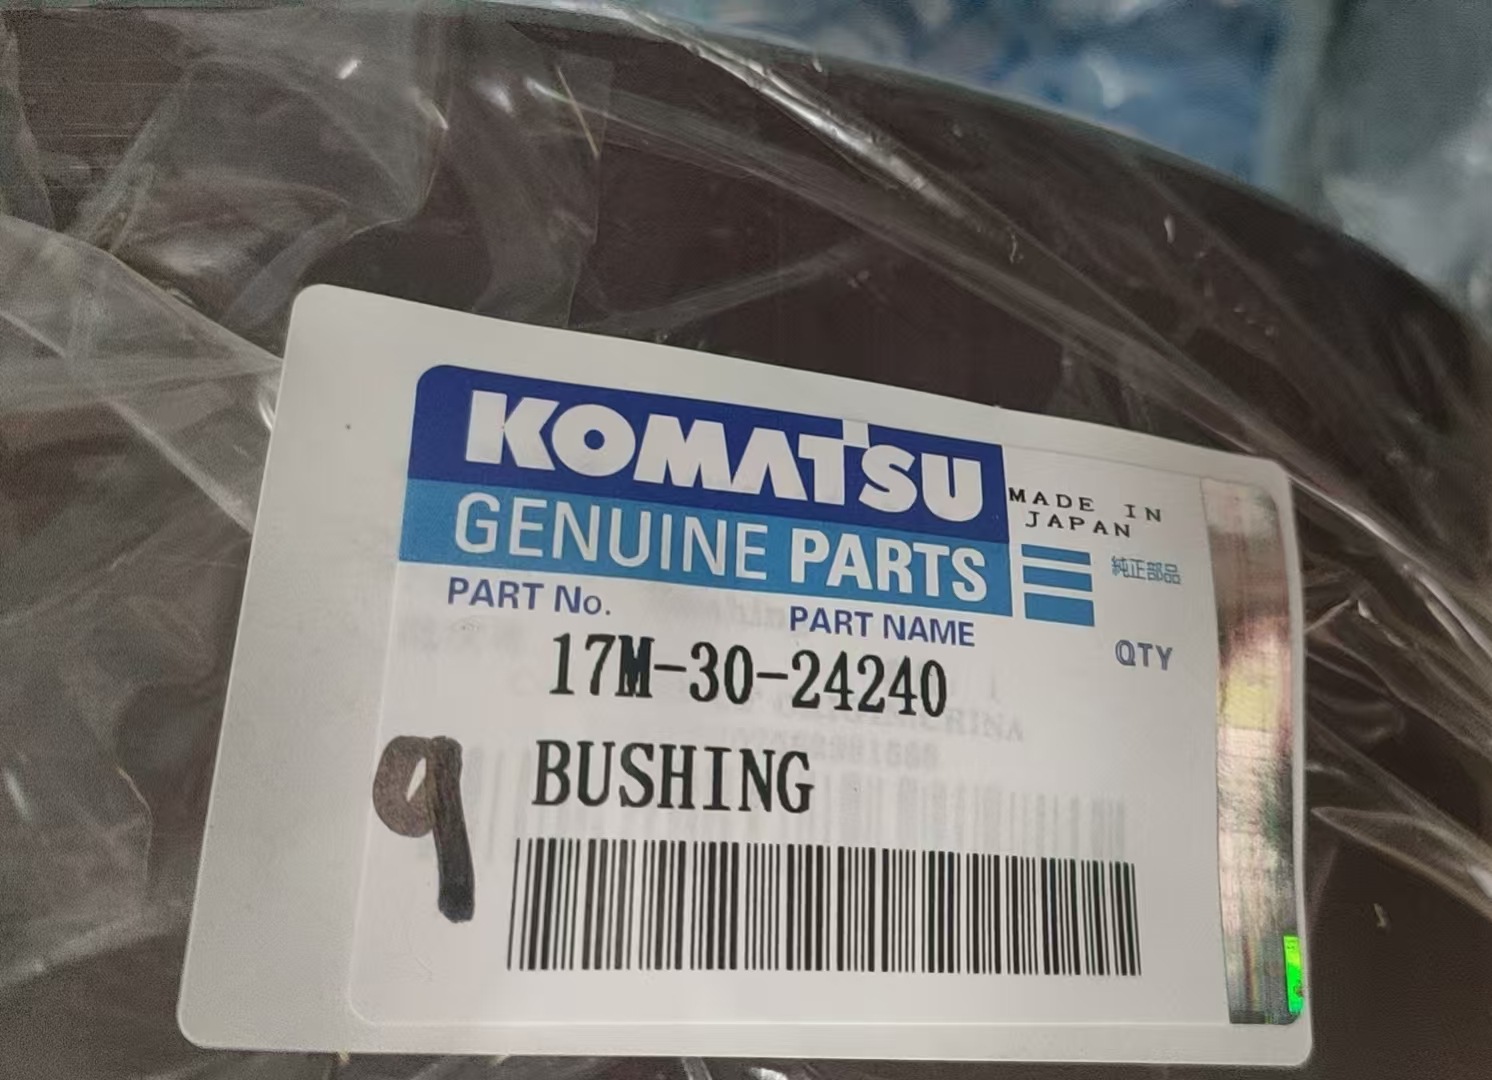 KOMATSU
GENUINE PARTS
MADE IN
JAPAN
純正部品
PART No.
PART NAME
QTY
17M-30-24240
BUSHING
9